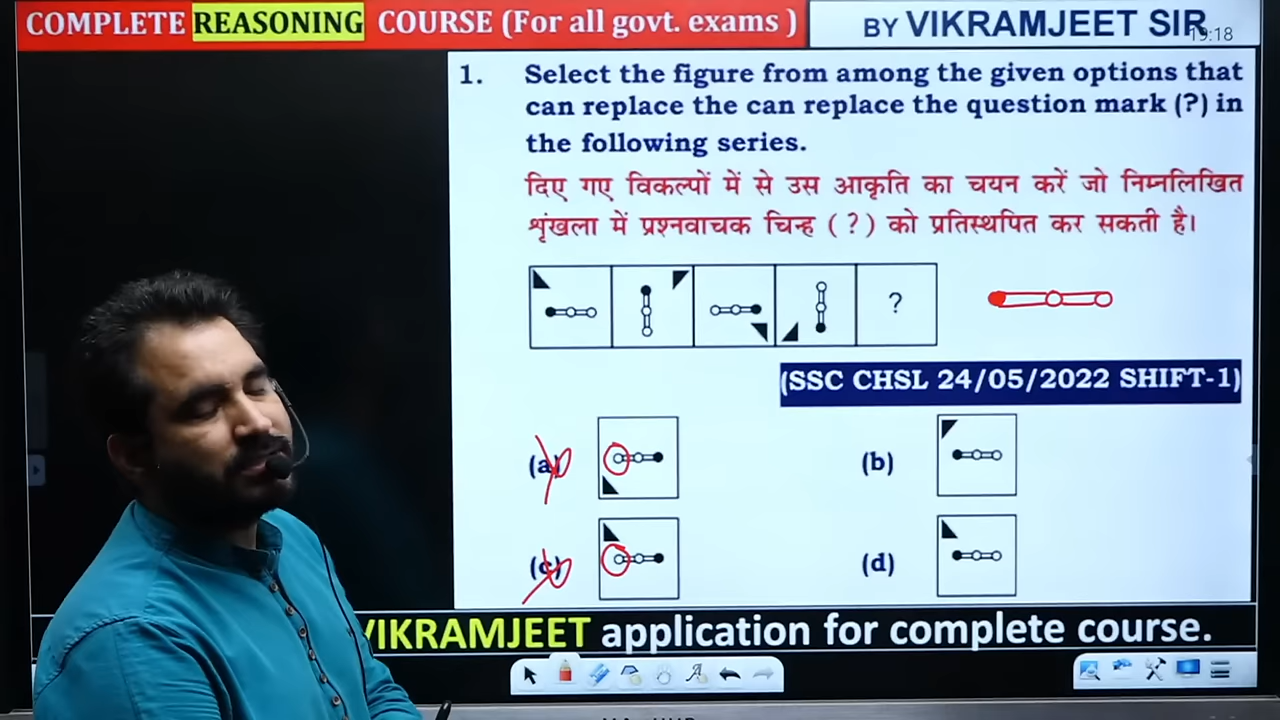 COMPLETE REASONING COURSE (For all govt. exams )
BY VIKRAMJEET SIR
19:18
1. Select the figure from among the given options that
can replace the can replace the question mark (?) in
the following series.
दिए गए विकल्पों में से उस आकृति का चयन करें जो निम्नलिखित
शृंखला में प्रश्नवाचक चिन्ह ( ? ) को प्रतिस्थापित कर सकती है।
?
(SSC CHSL 24/05/2022 SHIFT-1)
(a)
(b)
(c)
(d)
VIKRAMJEET application for complete course.